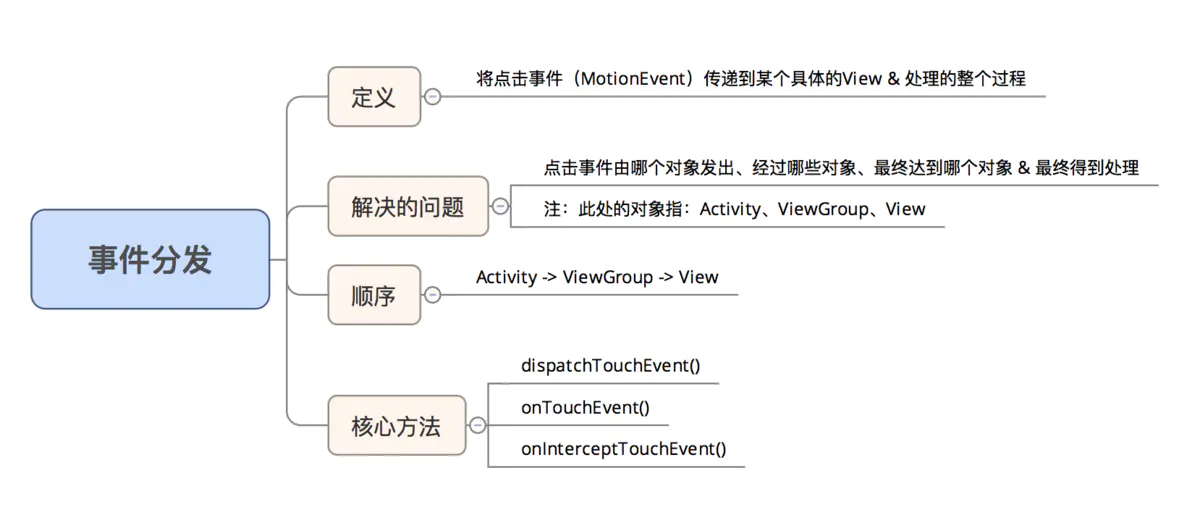 事件分发
定义
将点击事件（MotionEvent）传递到某个具体的View & 处理的整个过程
解决的问题
点击事件由哪个对象发出、经过哪些对象、最终达到哪个对象 & 最终得到处理
注：此处的对象指：Activity、ViewGroup、View
顺序
Activity -> ViewGroup -> View
核心方法
dispatchTouchEvent()
onTouchEvent()
onInterceptTouchEvent()